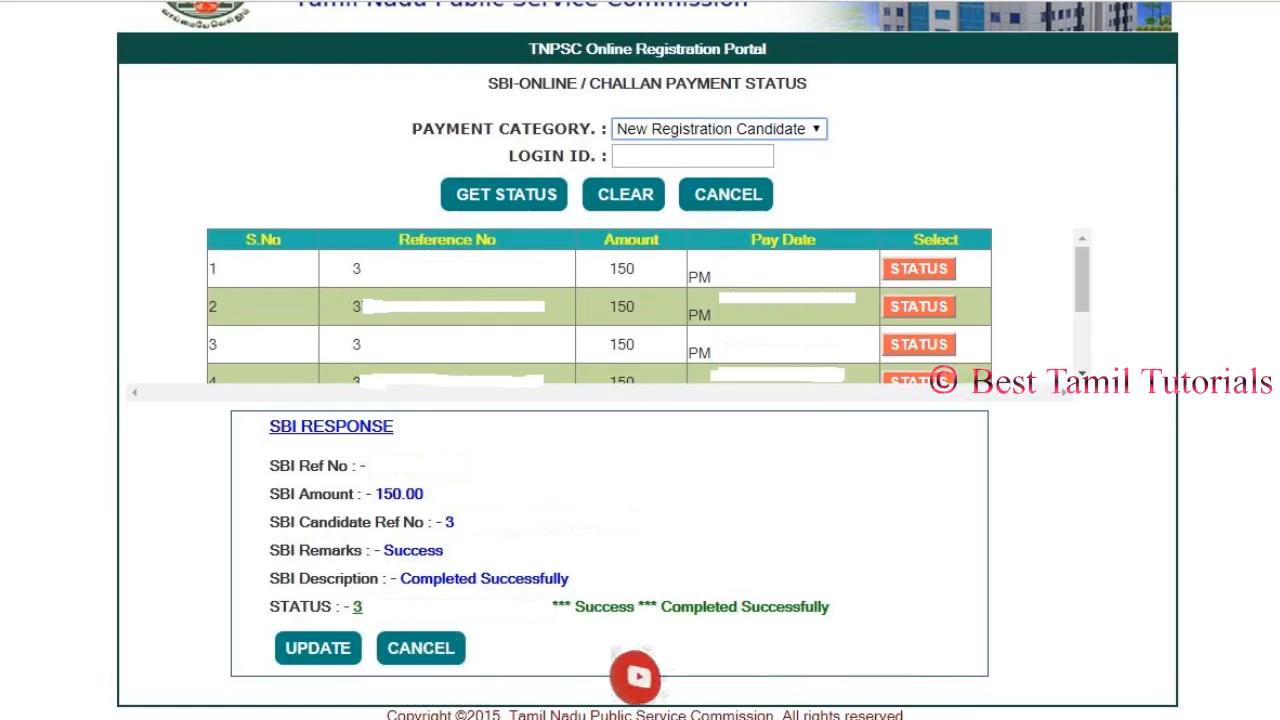 வாய்மையே வெல்லும்
Tamil Nadu Public Service Commission
TNPSC Online Registration Portal
SBI-ONLINE / CHALLAN PAYMENT STATUS
PAYMENT CATEGORY. : New Registration Candidate
LOGIN ID. :
GET STATUS CLEAR CANCEL
S.No Reference No Amount Pay Date Select
1 3 150 PM STATUS
2 3 150 PM STATUS
3 3 150 PM STATUS
4 3 150 STATUS
© Best Tamil Tutorials
SBI RESPONSE
SBI Ref No : -
SBI Amount : - 150.00
SBI Candidate Ref No : - 3
SBI Remarks : - Success
SBI Description : - Completed Successfully
STATUS : - 3 *** Success *** Completed Successfully
UPDATE CANCEL
Copyright ©2015, Tamil Nadu Public Service Commission, All rights reserved